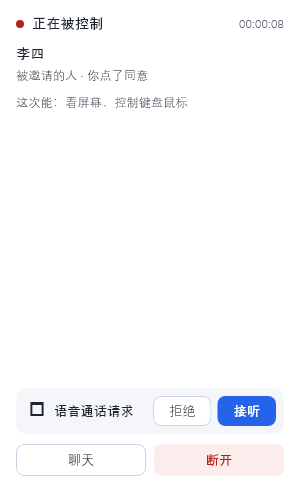 正在被控制 00:00:08
李四
被邀请的人 · 你点了同意
这次能：看屏幕、控制键盘鼠标
语音通话请求 拒绝 接听
聊天 断开